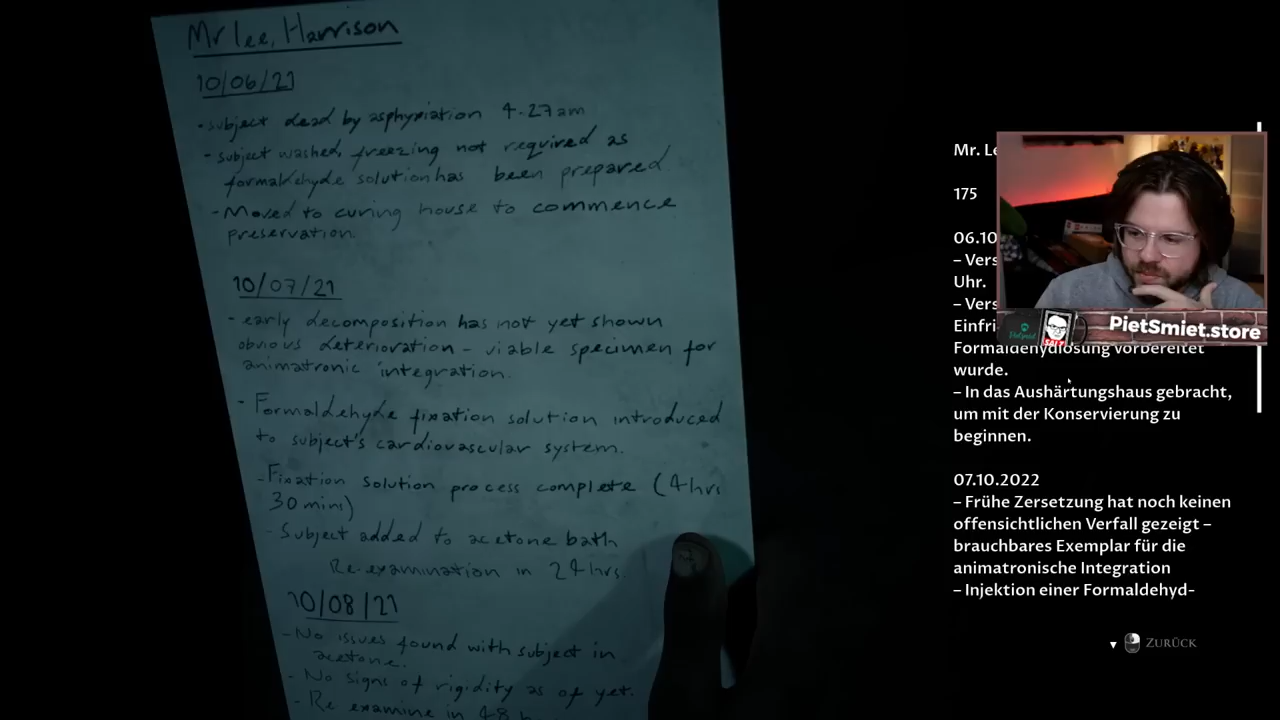 Mr lee, Harrison
10/06/21
- subject dead by asphyxiation 4.27am
- subject washed, freezing not required as
formaldehyde solution has been prepared
- Moved to curing house to commence
preservation.
10/07/21
- early decomposition has not yet shown
obvious deterioration - viable specimen for
animatronic integration.
- Formaldehyde fixation solution introduced
to subject's cardiovascular system.
- Fixation solution process complete (4hrs
30 mins)
- Subject added to acetone bath
Re-examination in 24hrs.
10/08/21
- No issues found with subject in
acetone.
- No signs of rigidity as of yet.
- Re examine in 48
Mr. Le
175
06.10
– Vers
Uhr.
– Vers
Einfri
Formaldehydlösung vorbereitet
wurde.
– In das Aushärtungshaus gebracht,
um mit der Konservierung zu
beginnen.
07.10.2022
– Frühe Zersetzung hat noch keinen
offensichtlichen Verfall gezeigt –
brauchbares Exemplar für die
animatronische Integration
– Injektion einer Formaldehyd-
ZURÜCK
PietSmiet.store
SALT